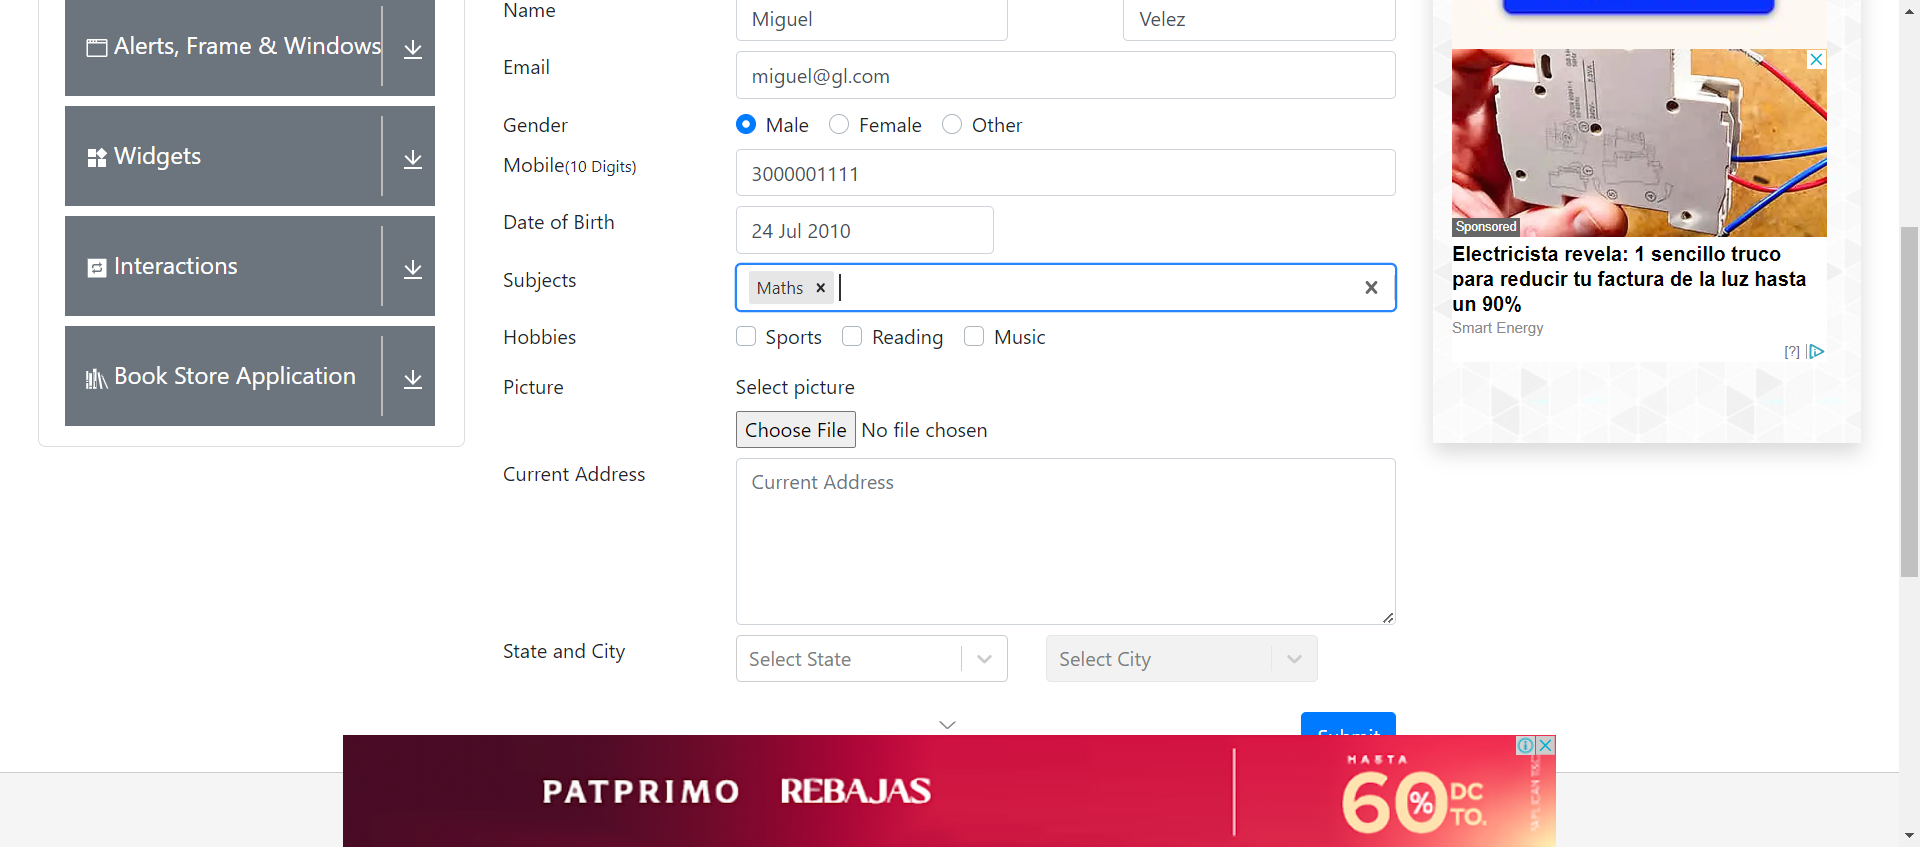 Alerts, Frame & Windows
Widgets
Interactions
Book Store Application
Name
Miguel
Velez
Email
miguel@gl.com
Gender
Male
Female
Other
Mobile(10 Digits)
3000001111
Date of Birth
24 Jul 2010
Subjects
Maths
Hobbies
Sports
Reading
Music
Picture
Select picture
Choose File
No file chosen
Current Address
Current Address
State and City
Select State
Select City
Submit
Sponsored
Electricista revela: 1 sencillo truco
para reducir tu factura de la luz hasta
un 90%
Smart Energy
[?]
PATPRIMO
REBAJAS
HASTA
60% DC
TO.